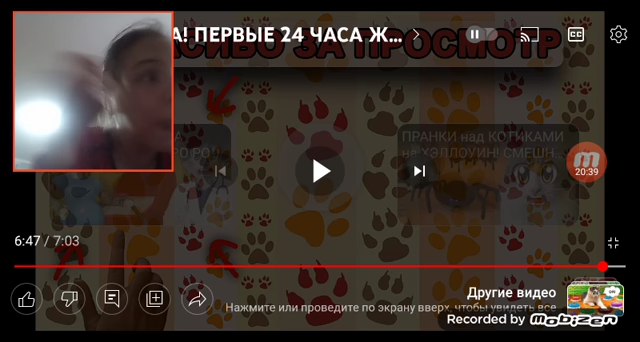 А! ПЕРВЫЕ 24 ЧАСА Ж...
ЗА ПРОСМОТР
CC
ПРАНКИ над КОТИКАМИ
на ХЭЛЛОУИН! СМЕШН...
20:39
6:47 / 7:03
Другие видео
Нажмите или проведите по экрану вверх, чтобы увидеть все
Recorded by Mobizen